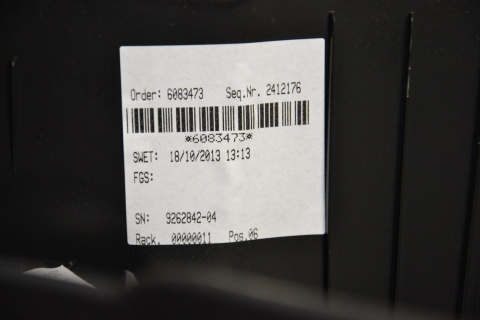 Order: 6083473 Seq.Nr. 2412176
*6083473*
SWET: 18/10/2013 13:13
FGS:
SN: 9262842-04
Rack. 00000011 Pos.06